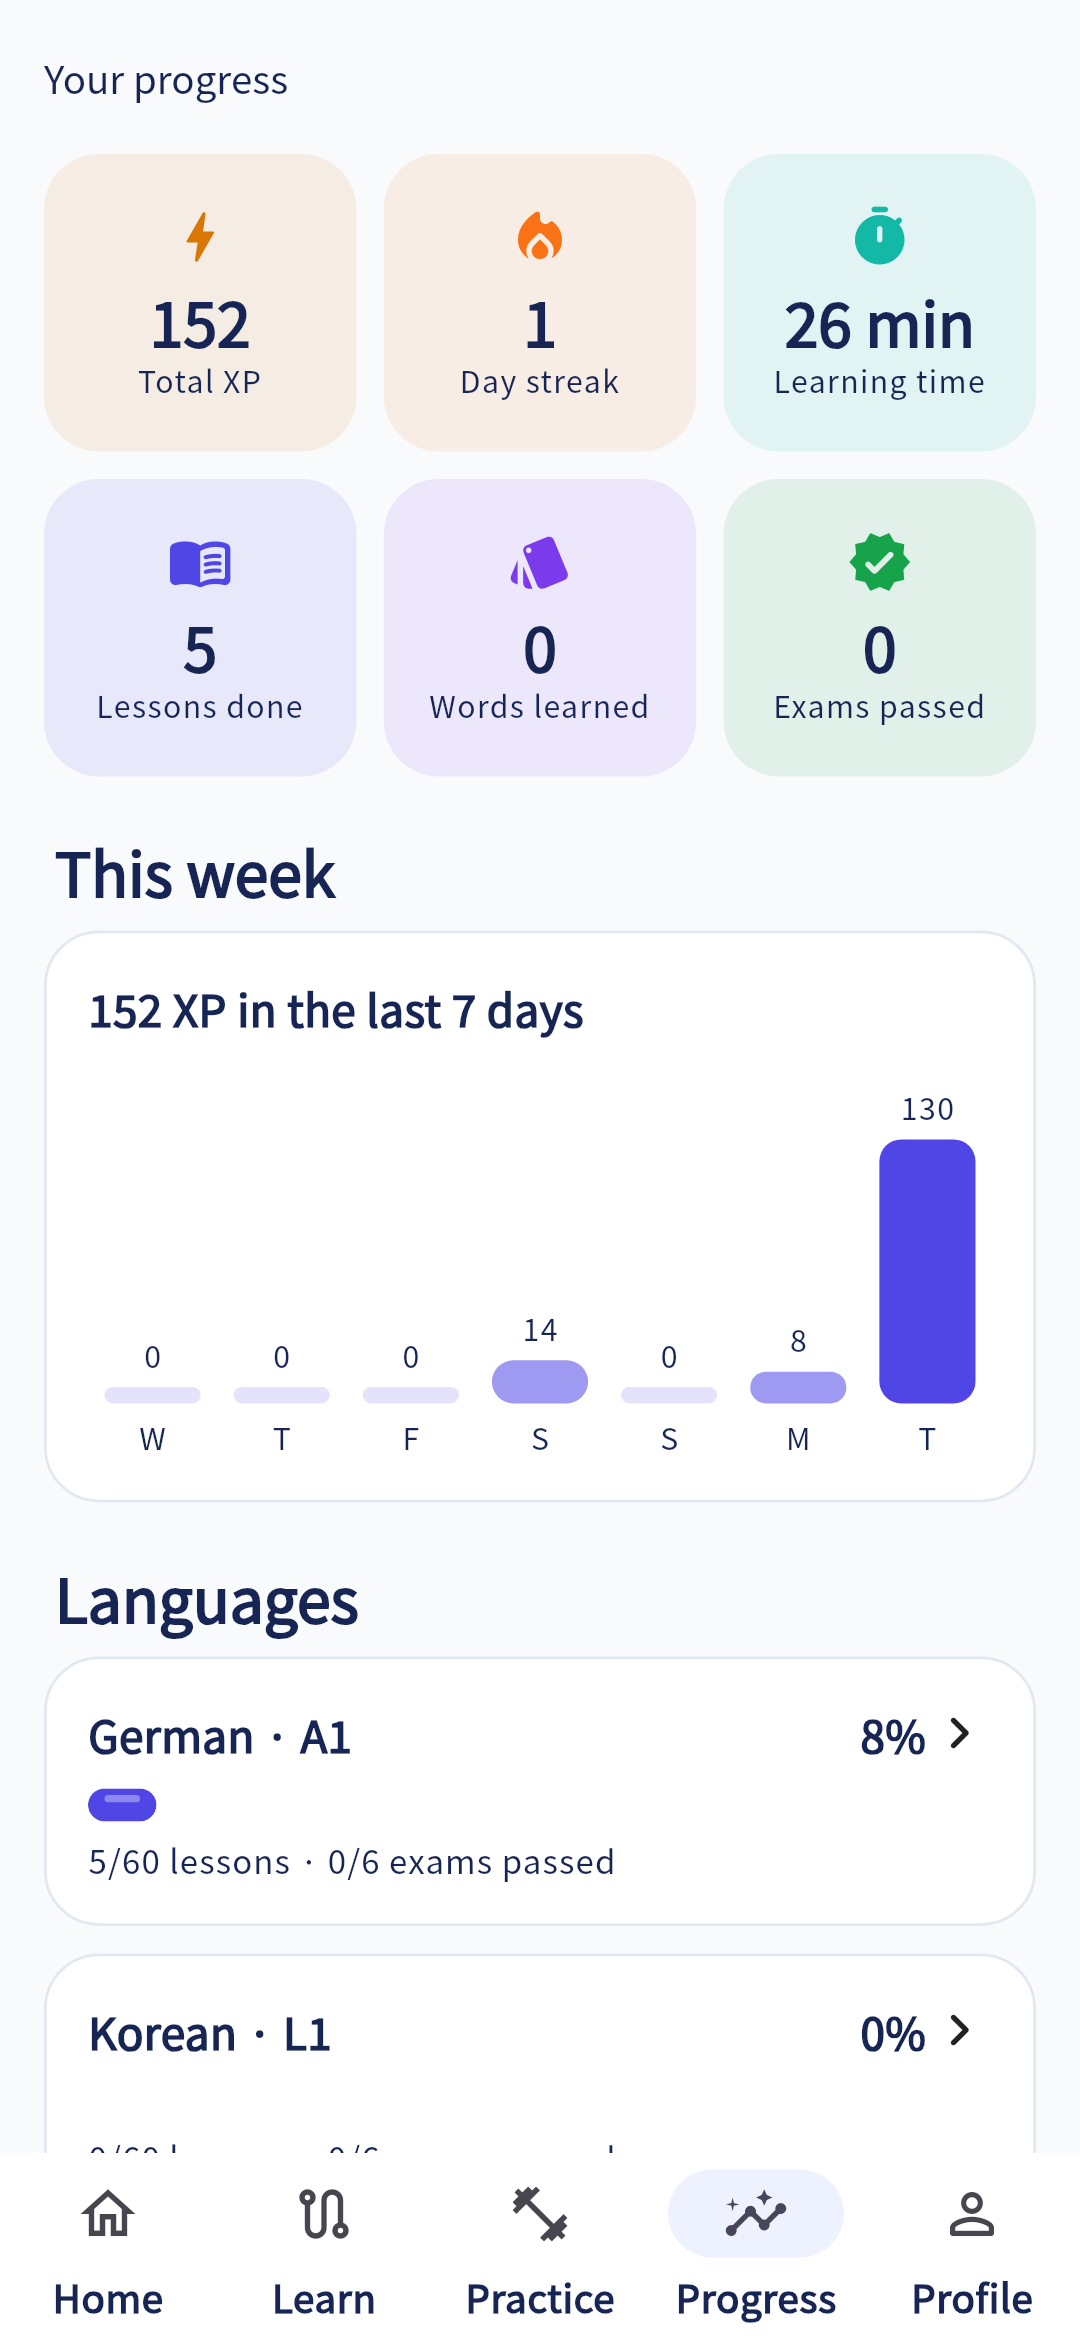 Your progress
152
Total XP
1
Day streak
26 min
Learning time
5
Lessons done
0
Words learned
0
Exams passed
This week
152 XP in the last 7 days
130
14
8
0 0 0 0
W T F S S M T
Languages
German · A1 8%
5/60 lessons · 0/6 exams passed
Korean · L1 0%
Home Learn Practice Progress Profile